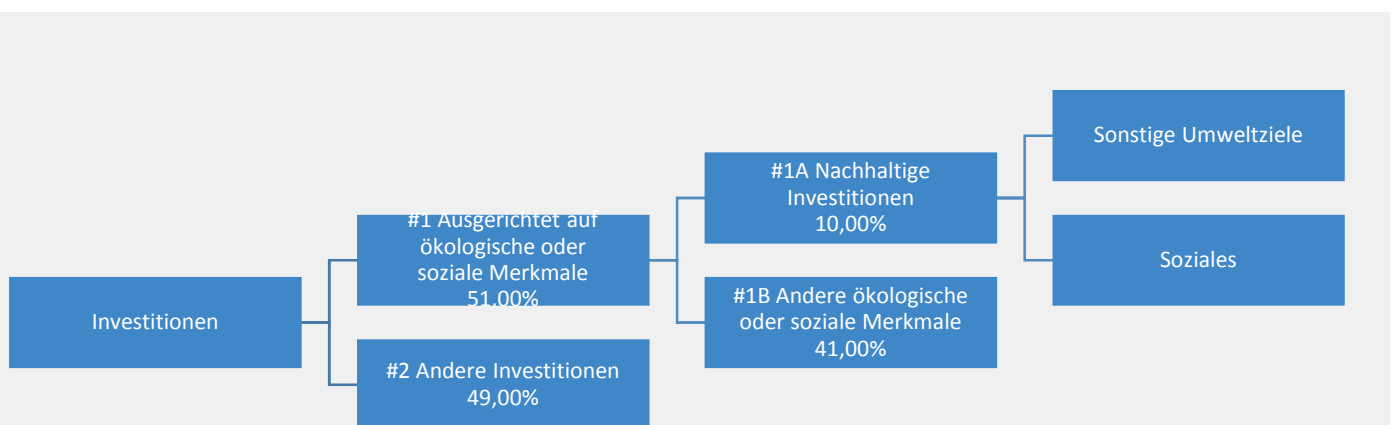 Investitionen
#1 Ausgerichtet auf
ökologische oder
soziale Merkmale
51,00%
#2 Andere Investitionen
49,00%
#1A Nachhaltige
Investitionen
10,00%
#1B Andere ökologische
oder soziale Merkmale
41,00%
Sonstige Umweltziele
Soziales